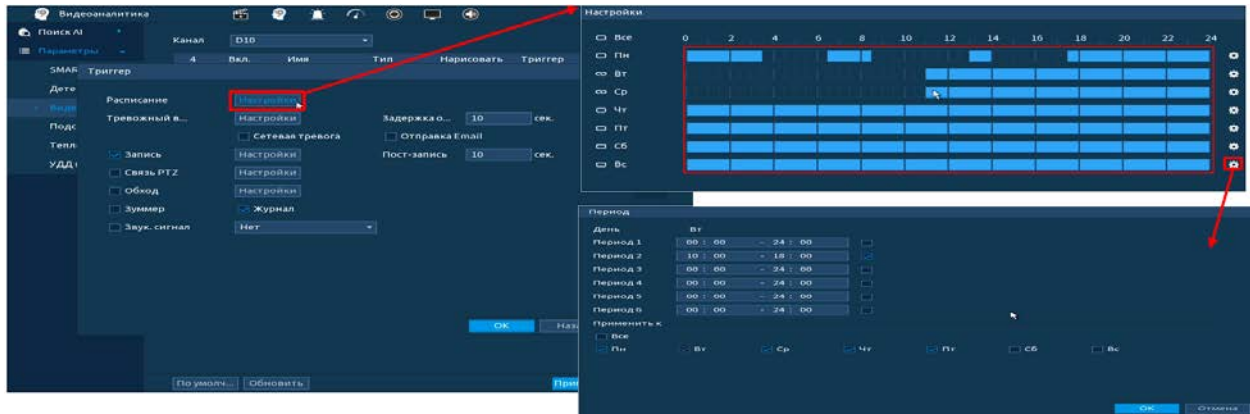 Видеоаналитика
Поиск AI
Параметры
SMAR
Дете
Виде
Подс
Тепл
УДД
Канал D10
4 Вкл. Имя Тип Нарисовать Триггер
Триггер
Расписание Настройки
Тревожный в... Настройки Задержка о... 10 сек.
Сетевая тревога Отправка Email
Запись Настройки Пост-запись 10 сек.
Связь PTZ Настройки
Обход Настройки
Зуммер Журнал
Звук. сигнал Нет
OK Наза
По умолч... Обновить При
Настройки
Все 0 2 4 6 8 10 12 14 16 18 20 22 24
Пн
Вт
Ср
Чт
Пт
Сб
Вс
Период
День Вт
Период 1 00 : 00 - 24 : 00
Период 2 10 : 00 - 18 : 00
Период 3 00 : 00 - 24 : 00
Период 4 00 : 00 - 24 : 00
Период 5 00 : 00 - 24 : 00
Период 6 00 : 00 - 24 : 00
Применить к
Все
Пн Вт Ср Чт Пт Сб Вс
OK Отмена